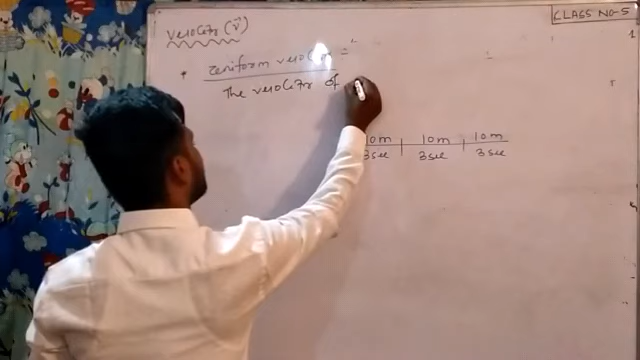 CLASS NO-5
Velocity (v⃗)
* Uniform velocity =
The velocity of
10m 10m 10m
3sec 3sec 3sec